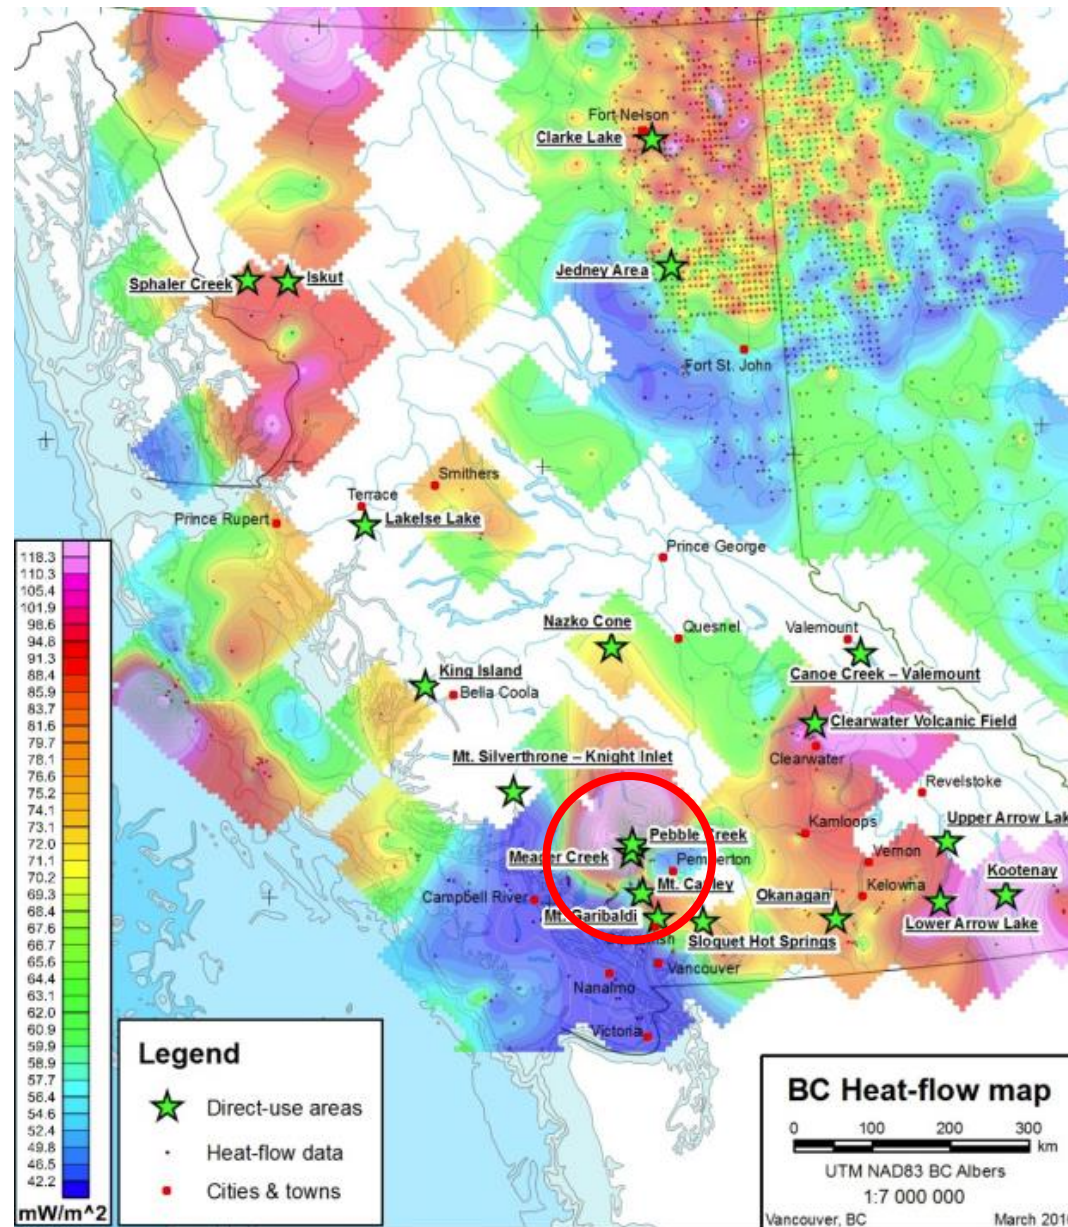 Fort Nelson
Clarke Lake
Jedney Area
Sphaler Creek
Iskut
Fort St. John
Smithers
Terrace
Prince Rupert
Lakelse Lake
Prince George
Nazko Cone
Quesnel
Valemount
Canoe Creek – Valemount
King Island
Bella Coola
Clearwater Volcanic Field
Clearwater
Mt. Silverthrone – Knight Inlet
Revelstoke
Upper Arrow Lak
Kamloops
Pebble Creek
Meager Creek
Pemberton
Vernon
Kootenay
Mt. Cayley
Okanagan
Kelowna
Campbell River
Mt. Garibaldi
Lower Arrow Lake
Sloquet Hot Springs
Vancouver
Nanaimo
Victoria
118.3
110.3
105.4
101.9
98.6
94.8
91.3
88.4
85.9
83.7
81.6
79.7
78.1
76.6
75.2
74.1
73.1
72.0
71.1
70.2
69.3
68.4
67.6
66.7
65.6
64.4
63.1
62.0
60.9
59.9
58.9
57.7
56.4
54.6
52.4
49.8
46.5
42.2
mW/m^2
Legend
Direct-use areas
Heat-flow data
Cities & towns
BC Heat-flow map
0 100 200 300
km
UTM NAD83 BC Albers
1:7 000 000
Vancouver, BC
March 201